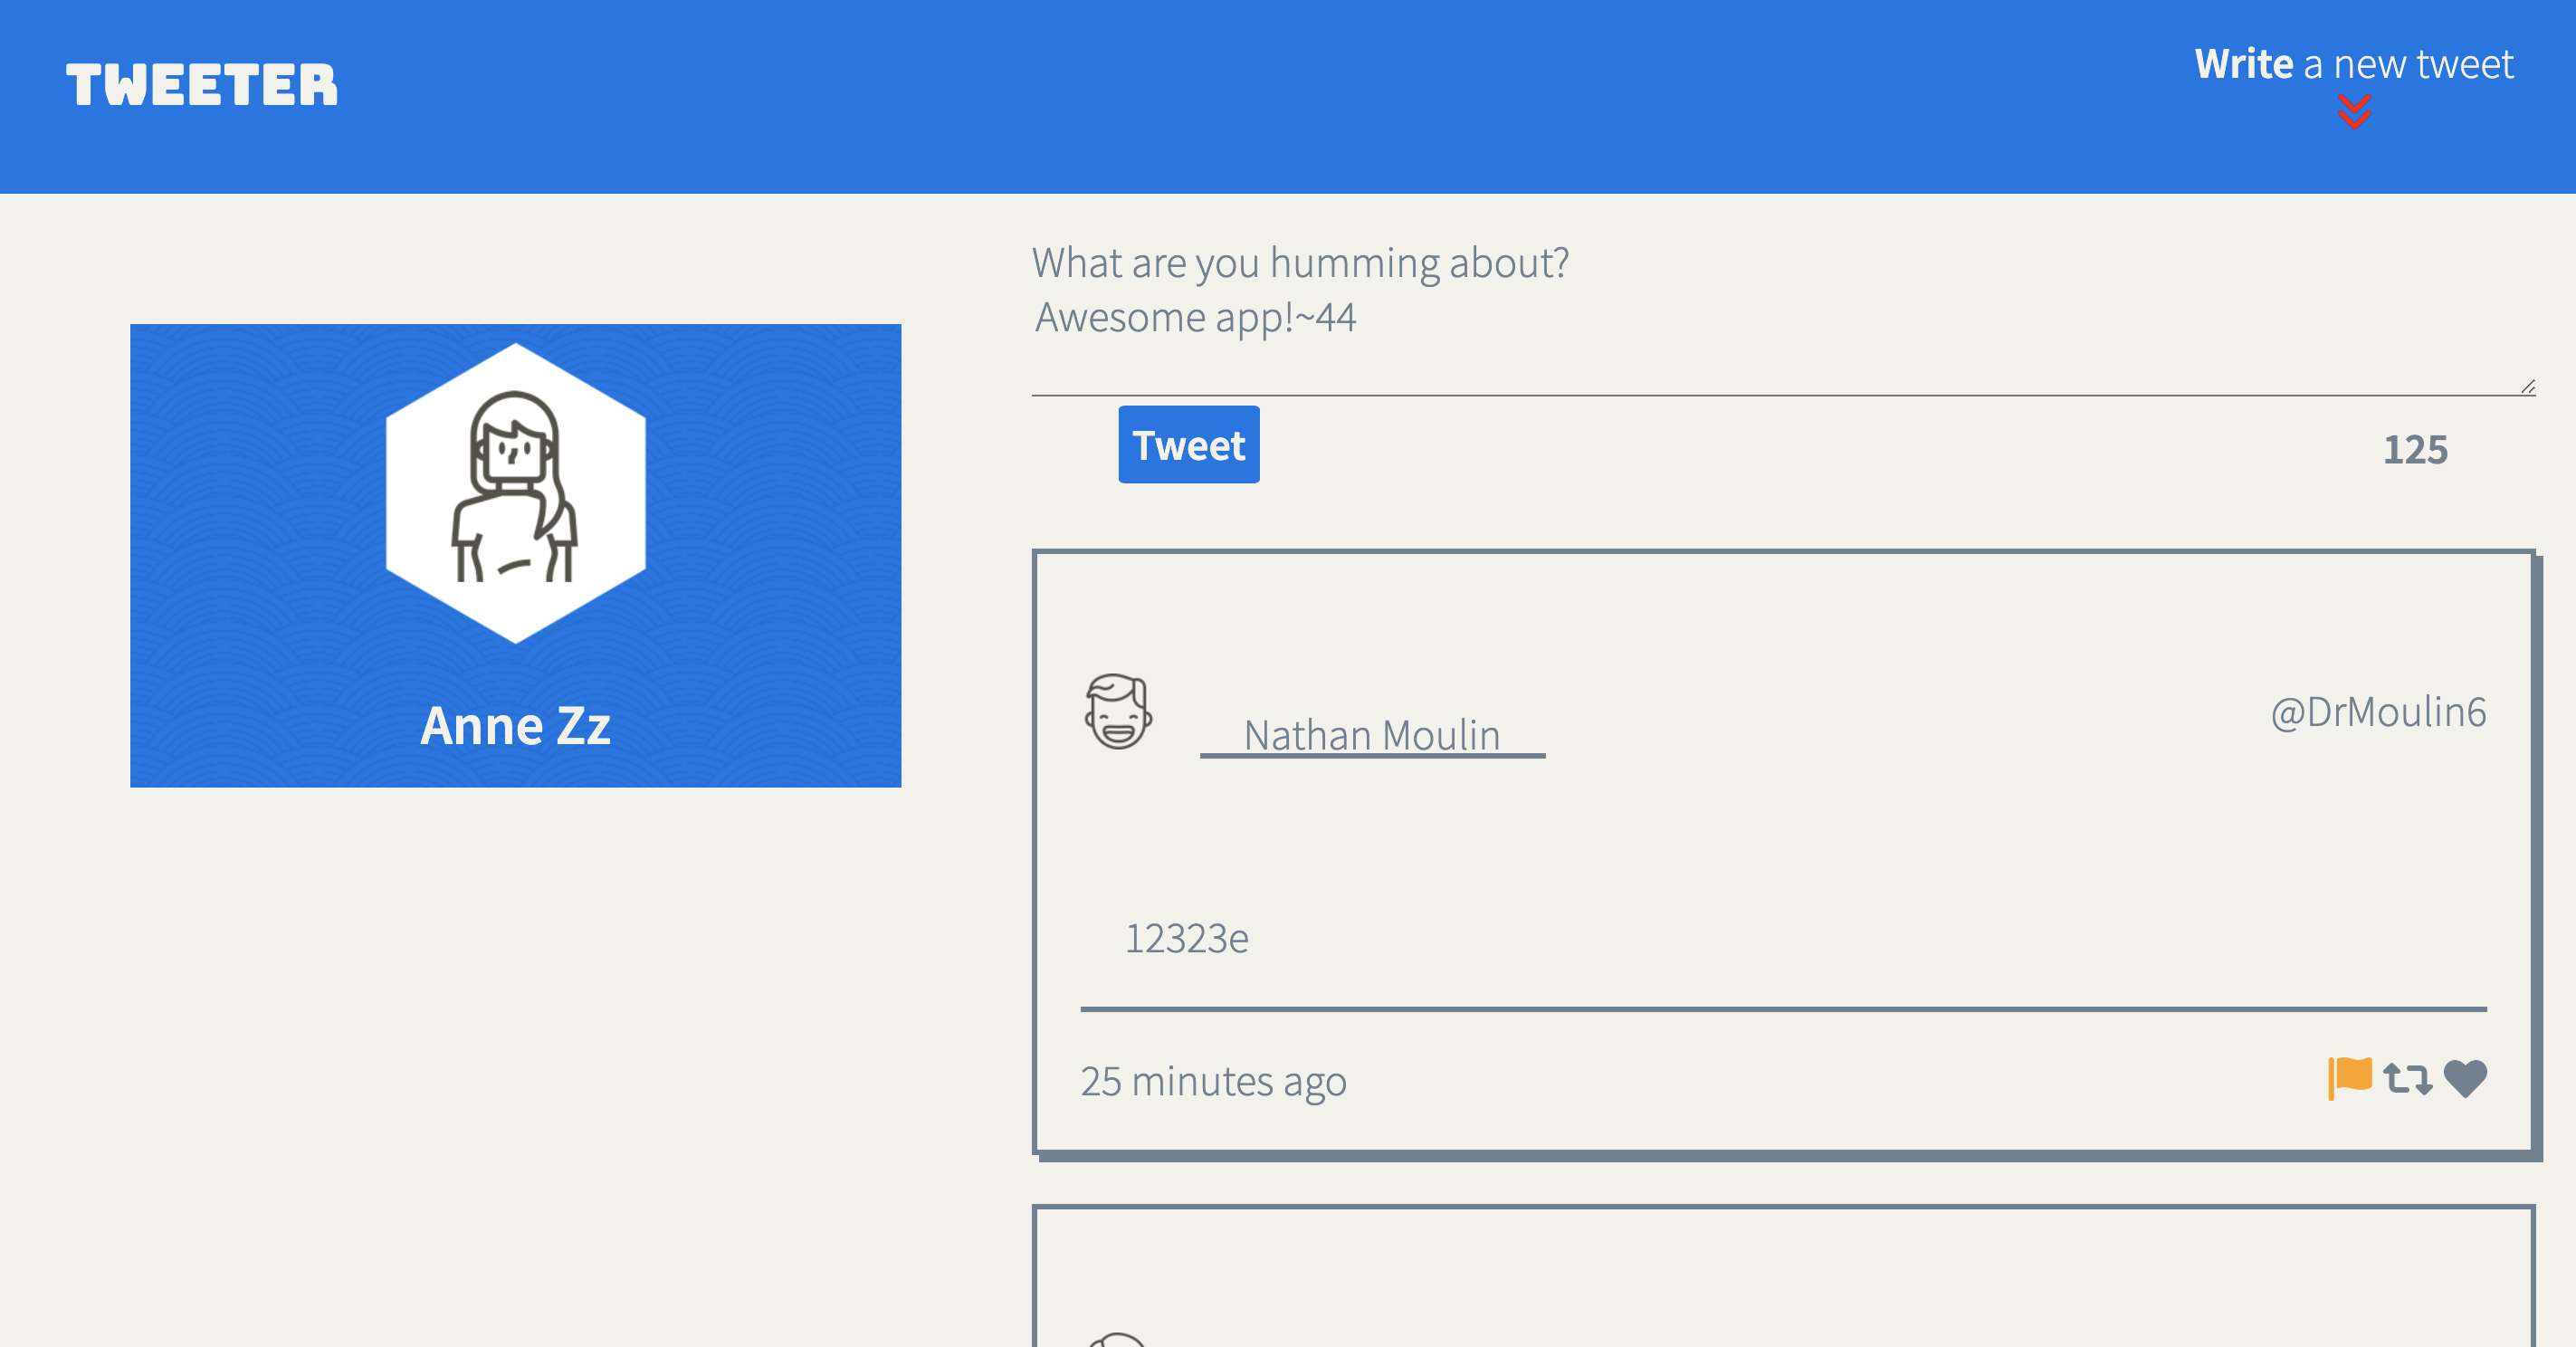 TWEETER
Write a new tweet
What are you humming about?
Awesome app!~44
Tweet
125
Anne Zz
Nathan Moulin
@DrMoulin6
12323e
25 minutes ago